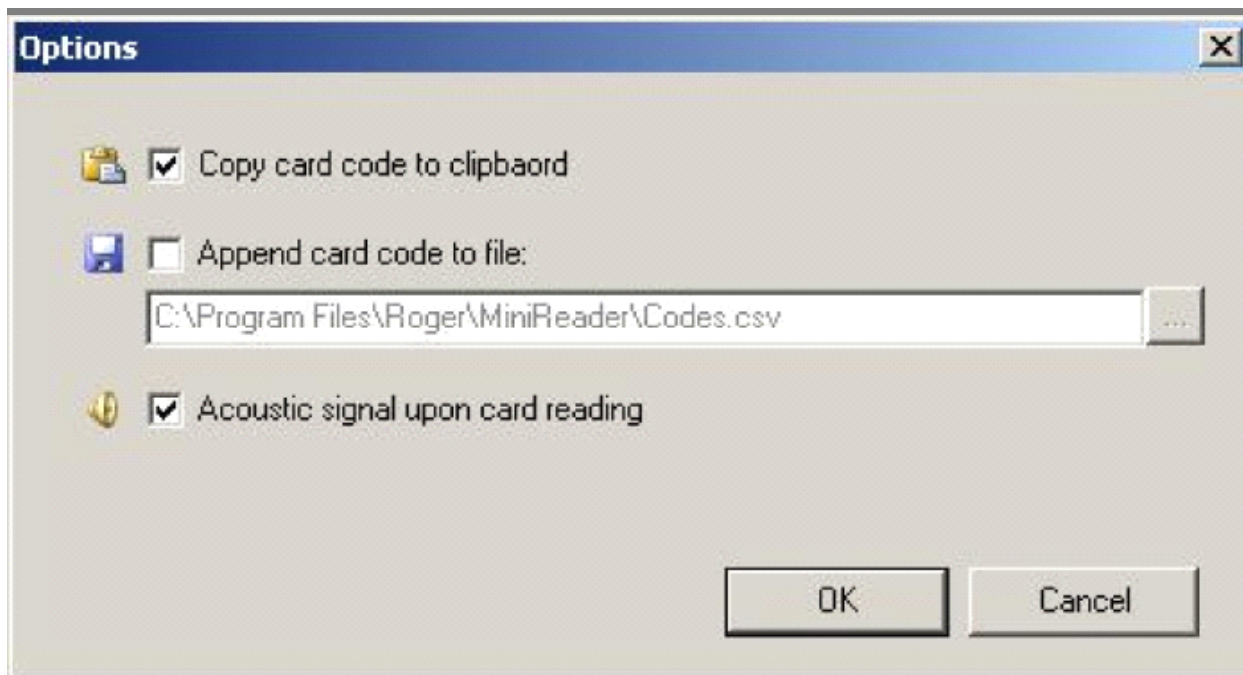 Options
Copy card code to clipbaord
Append card code to file:
C:\Program Files\Roger\MiniReader\Codes.csv
...
Acoustic signal upon card reading
OK Cancel